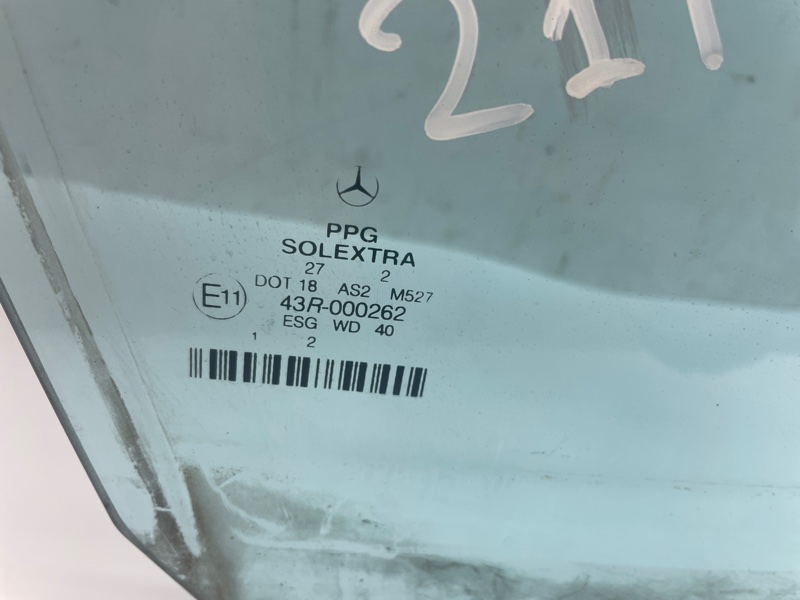 211
PPG
SOLEXTRA
27 2
DOT 18 AS2 M527
E11 43R-000262
ESG WD 40
1 2